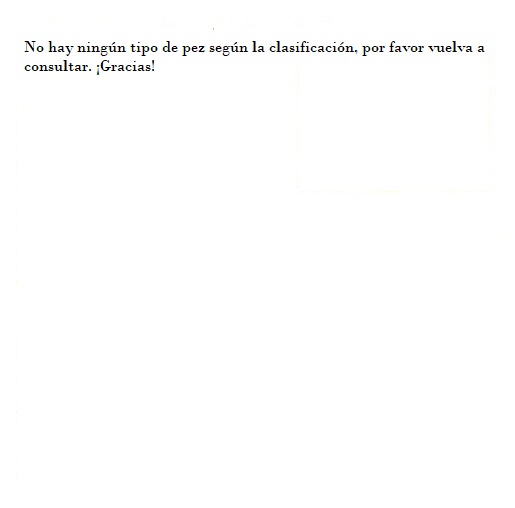 No hay ningún tipo de pez según la clasificación, por favor vuelva a
consultar. ¡Gracias!